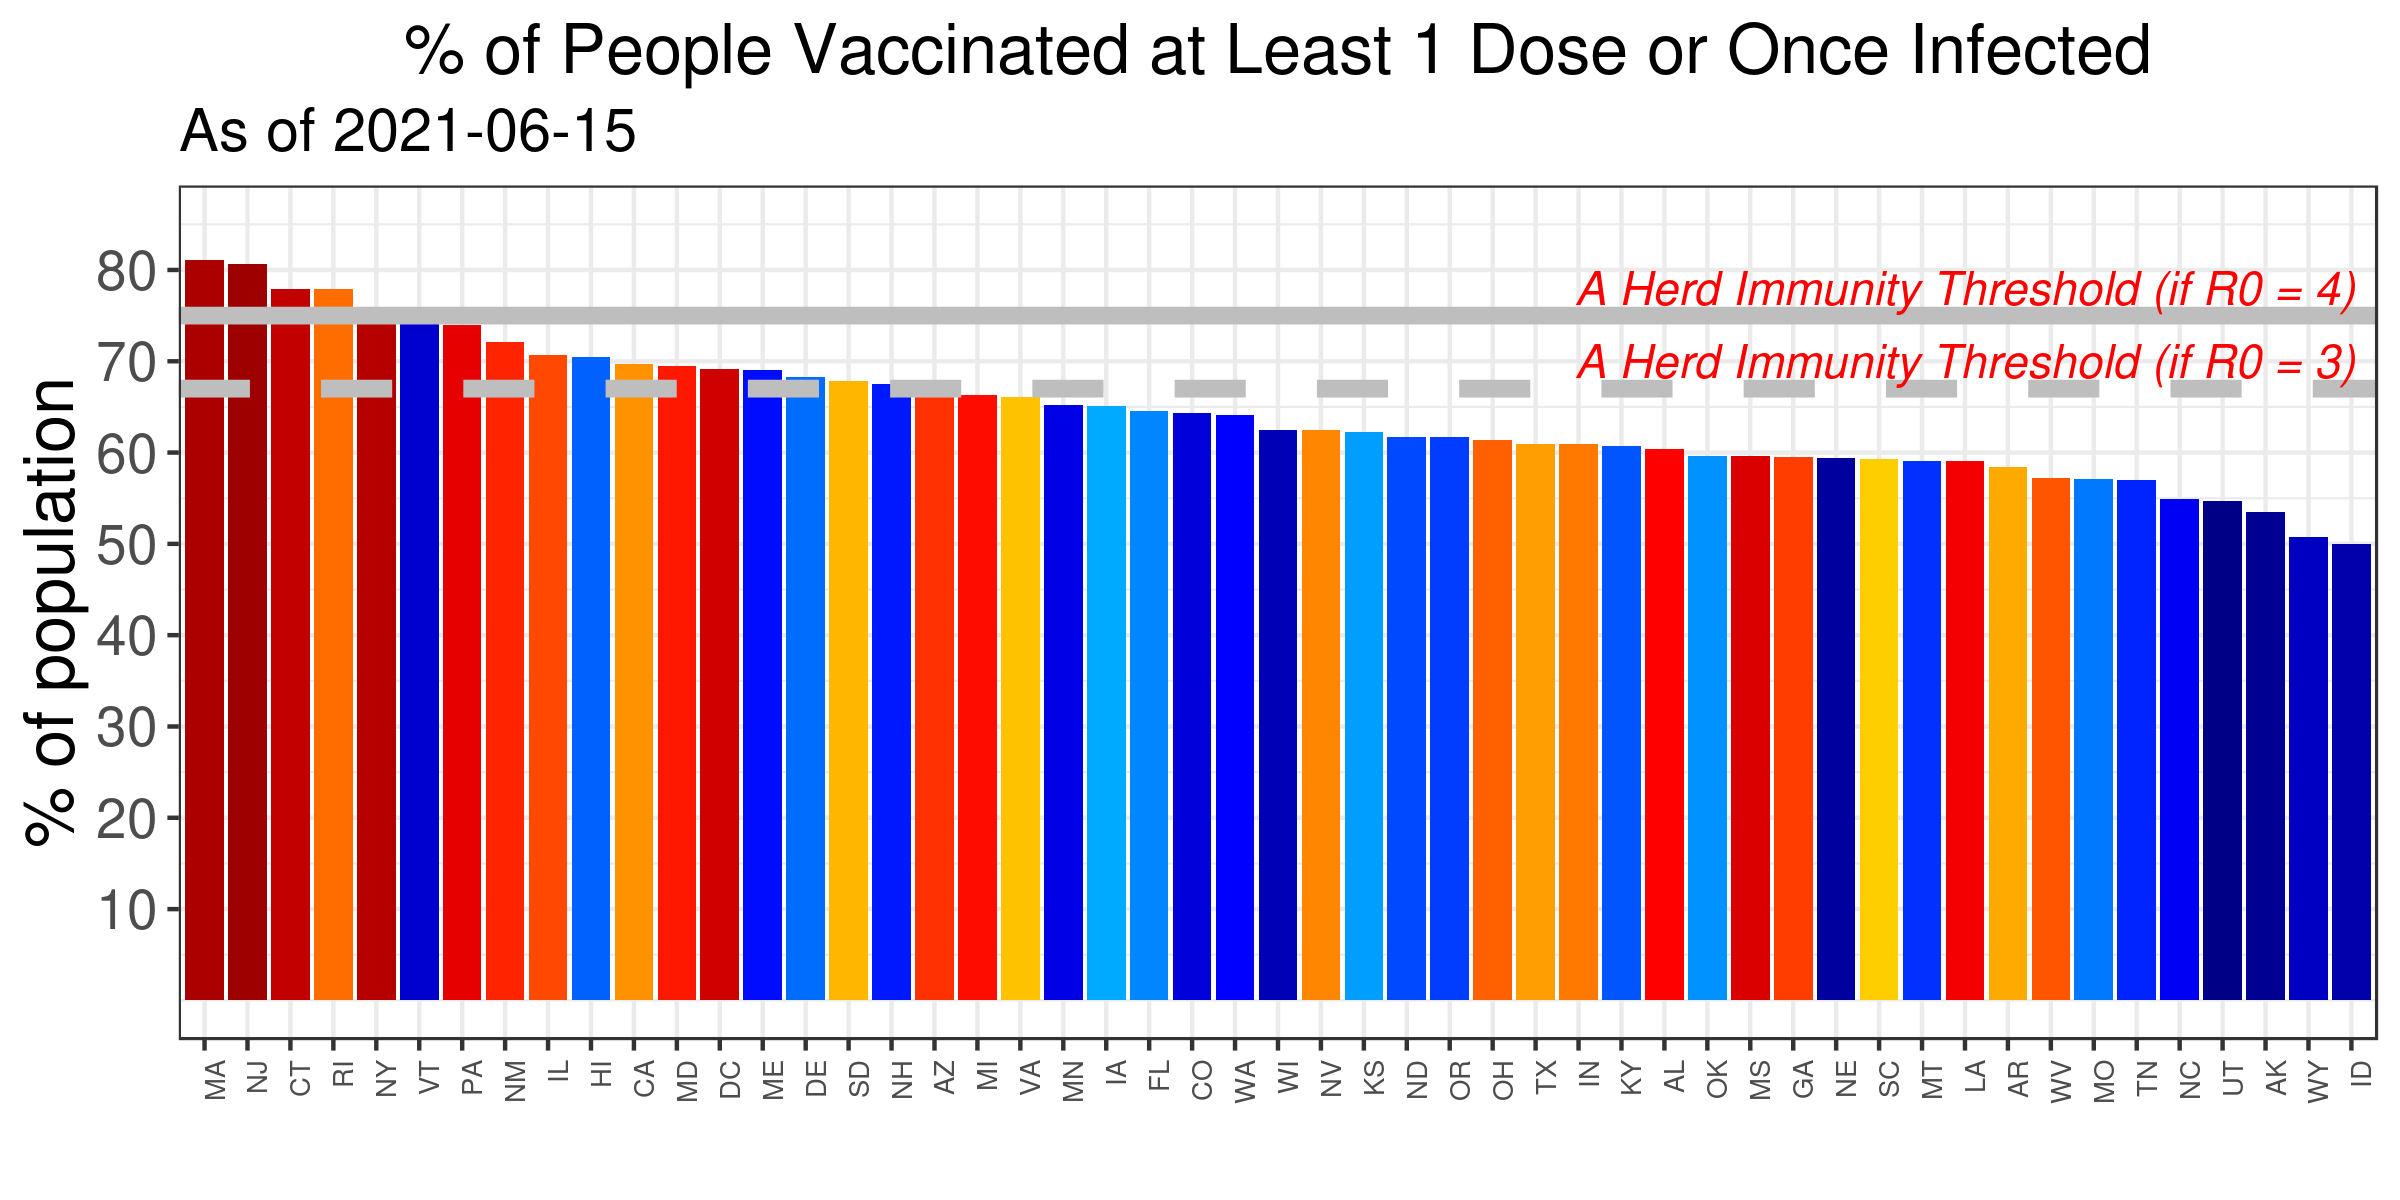 % of People Vaccinated at Least 1 Dose or Once Infected
As of 2021-06-15
% of population
80
70
60
50
40
30
20
10
A Herd Immunity Threshold (if R0 = 4)
A Herd Immunity Threshold (if R0 = 3)
MA NJ CT RI NY VT PA NM IL HI CA MD DC ME DE SD NH AZ MI VA MN IA FL CO WA WI NV KS ND OR OH TX IN KY AL OK MS GA NE SC MT LA AR WV MO TN NC UT AK WY ID